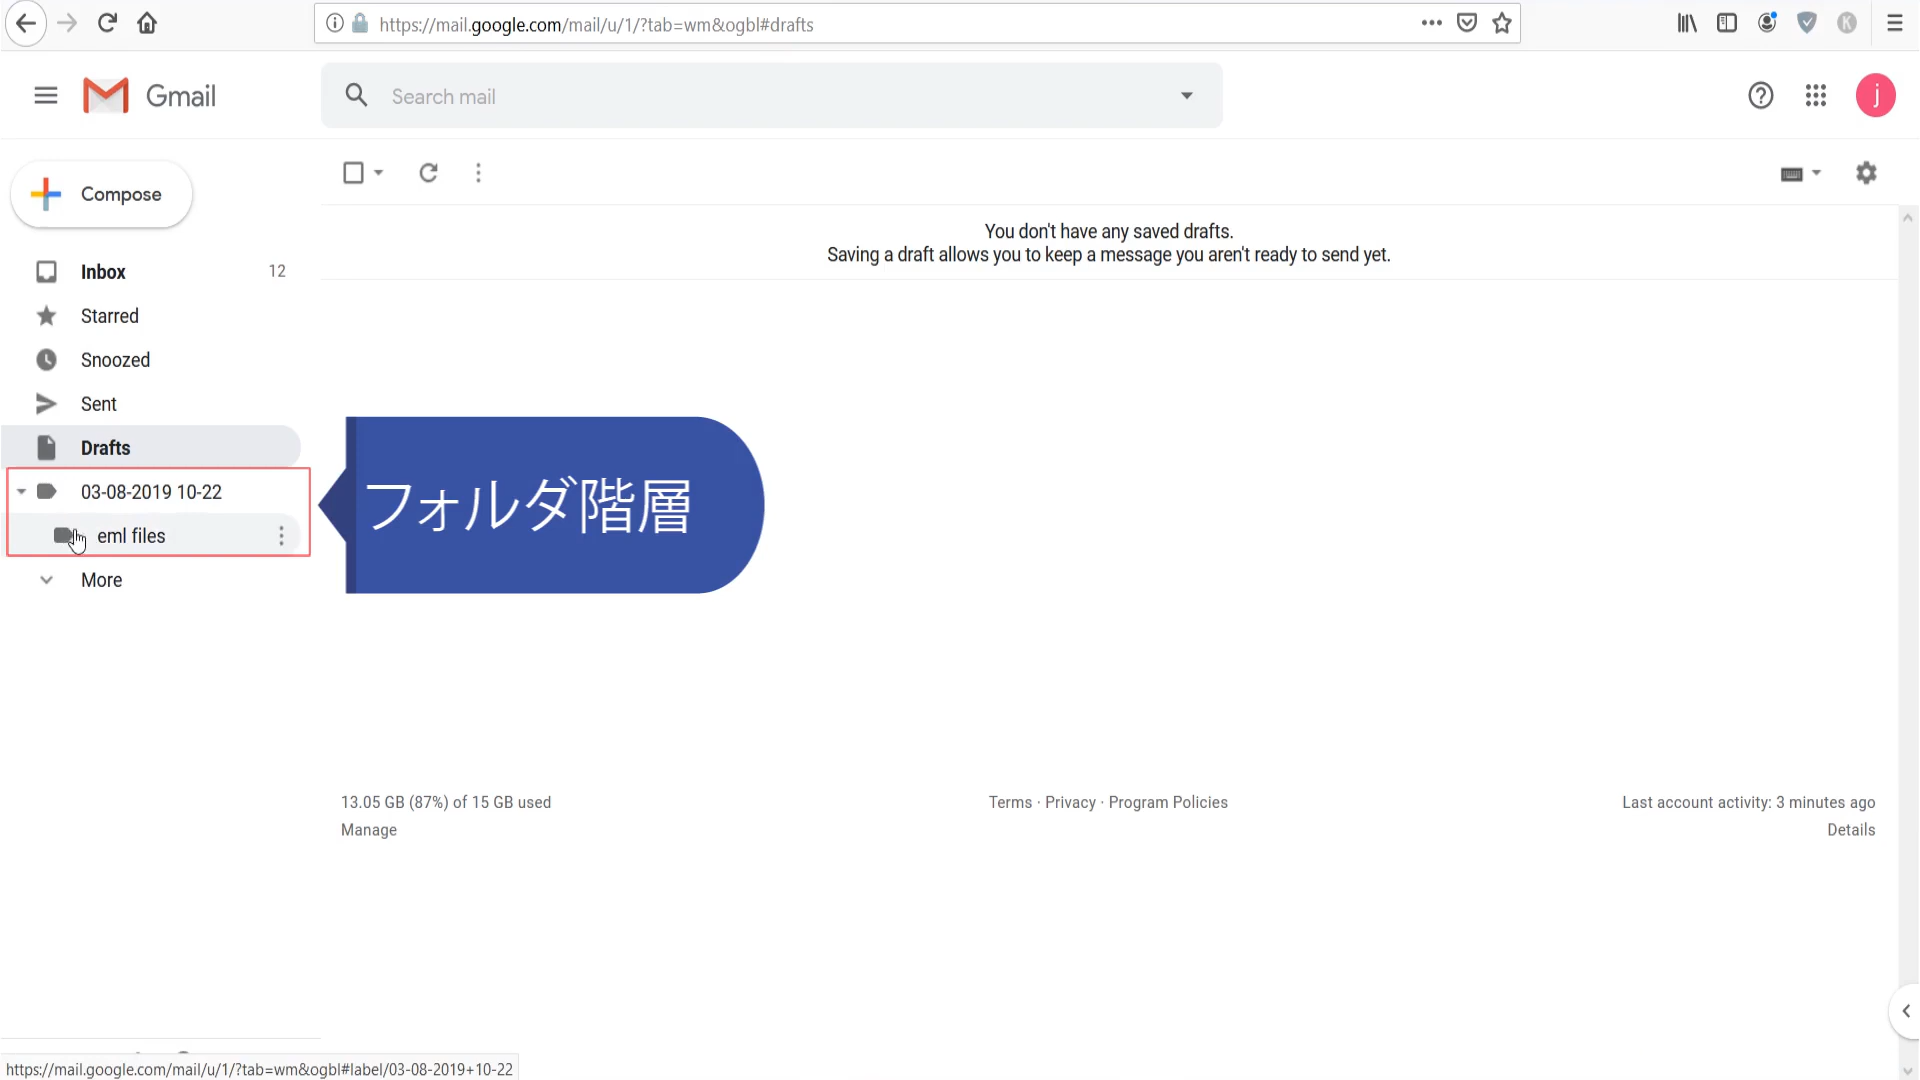 https://mail.google.com/mail/u/1/?tab=wm&ogbl#drafts
K
Gmail
Search mail
j
Compose
You don't have any saved drafts.
Saving a draft allows you to keep a message you aren't ready to send yet.
Inbox 12
Starred
Snoozed
Sent
Drafts
03-08-2019 10-22
eml files
More
フォルダ階層
13.05 GB (87%) of 15 GB used
Manage
Terms · Privacy · Program Policies
Last account activity: 3 minutes ago
Details
https://mail.google.com/mail/u/1/?tab=wm&ogbl#label/03-08-2019+10-22